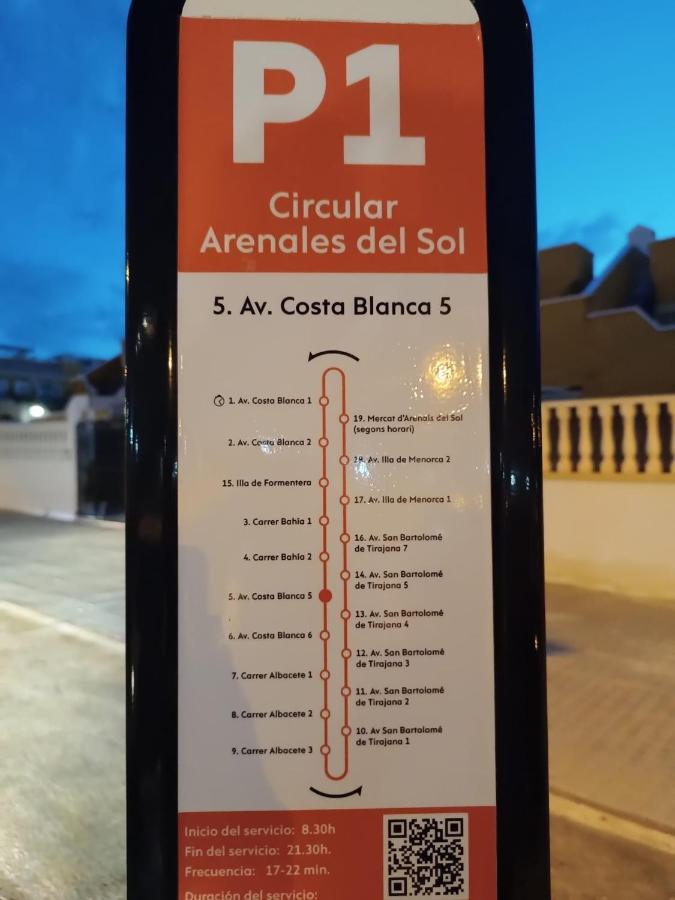 P1
Circular
Arenales del Sol
5. Av. Costa Blanca 5
1. Av. Costa Blanca 1
2. Av. Costa Blanca 2
15. Illa de Formentera
3. Carrer Bahía 1
4. Carrer Bahía 2
5. Av. Costa Blanca 5
6. Av. Costa Blanca 6
7. Carrer Albacete 1
8. Carrer Albacete 2
9. Carrer Albacete 3
19. Mercat d'Arenals del Sol
(segons horari)
18. Av. Illa de Menorca 2
17. Av. Illa de Menorca 1
16. Av. San Bartolomé
de Tirajana 7
14. Av. San Bartolomé
de Tirajana 5
13. Av. San Bartolomé
de Tirajana 4
12. Av. San Bartolomé
de Tirajana 3
11. Av. San Bartolomé
de Tirajana 2
10. Av San Bartolomé
de Tirajana 1
Inicio del servicio: 8.30h
Fin del servicio: 21.30h.
Frecuencia: 17-22 min.
Duración del servicio: